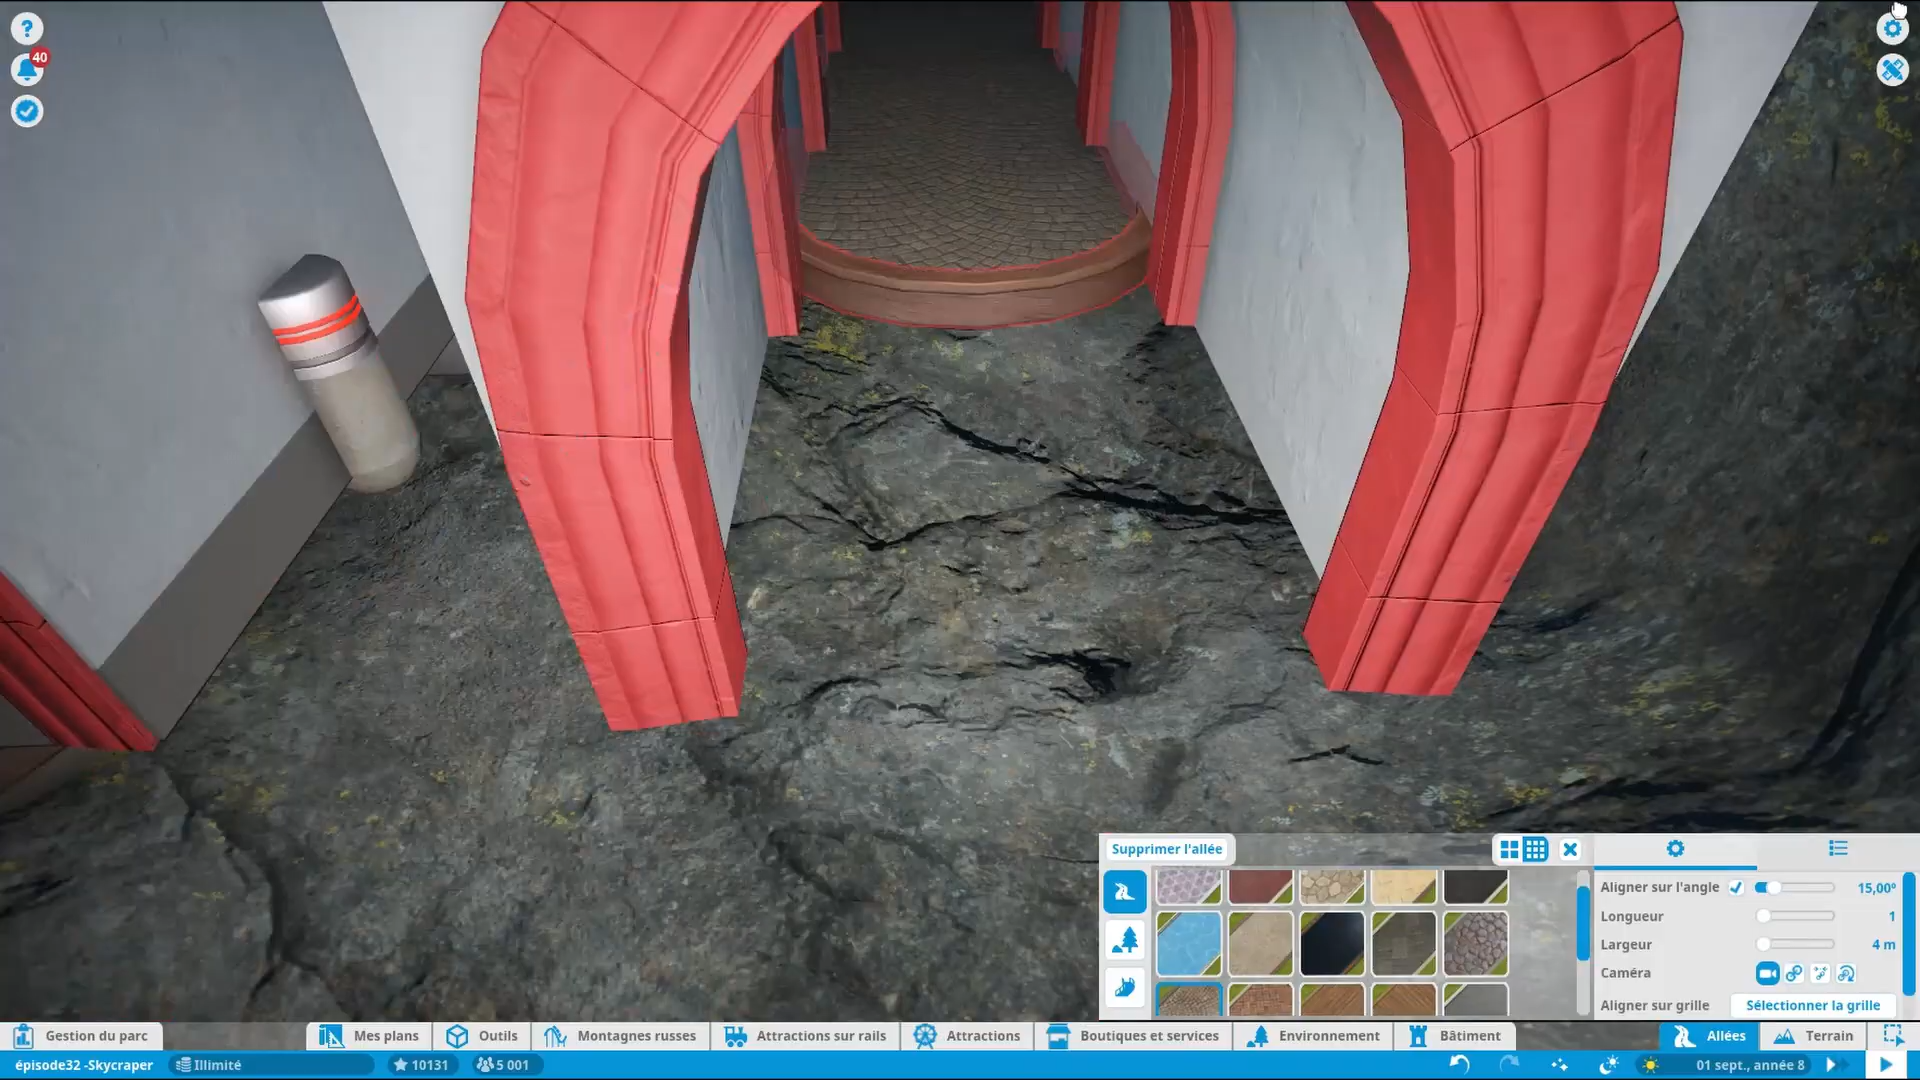 ?
40
Supprimer l'allée
Aligner sur l'angle 15,00°
Longueur 1
Largeur 4 m
Caméra
Aligner sur grille Sélectionner la grille
Gestion du parc Mes plans Outils Montagnes russes Attractions sur rails Attractions Boutiques et services Environnement Bâtiment Allées Terrain
épisode32 -Skycraper Illimité 10131 5 001 01 sept., année 8